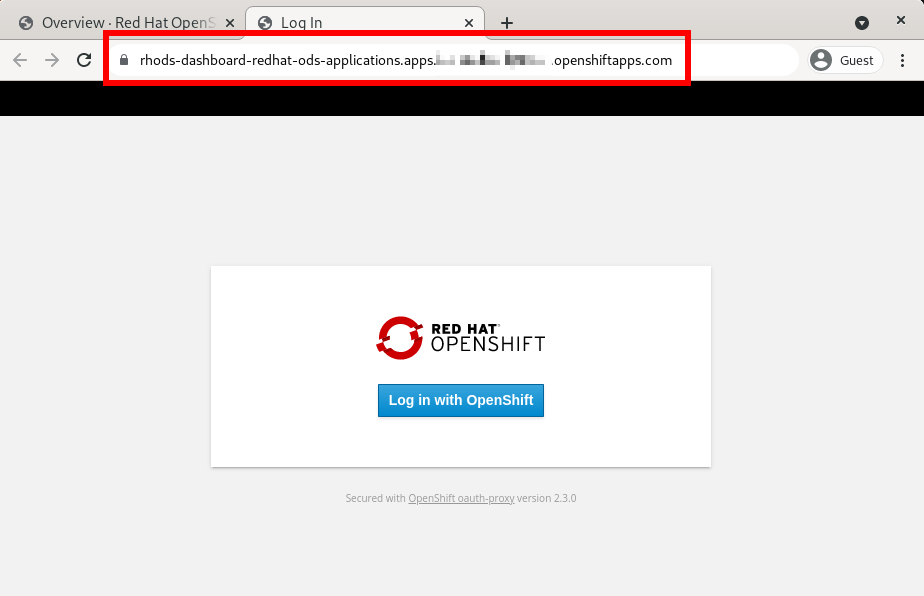 Overview · Red Hat OpenS
Log In
rhods-dashboard-redhat-ods-applications.apps. .openshiftapps.com
Guest
RED HAT®
OPENSHIFT
Log in with OpenShift
Secured with OpenShift oauth-proxy version 2.3.0